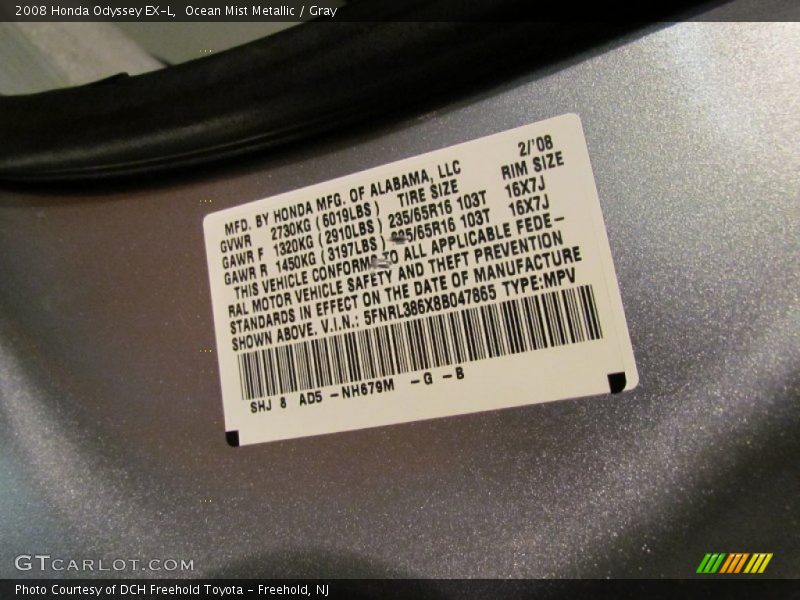 2008 Honda Odyssey EX-L,  Ocean Mist Metallic / Gray
MFD. BY HONDA MFG. OF ALABAMA, LLC 2/'08
GVWR 2730KG (6019LBS) TIRE SIZE RIM SIZE
GAWR F 1320KG (2910LBS) 235/65R16 103T 16X7J
GAWR R 1450KG (3197LBS) 235/65R16 103T 16X7J
THIS VEHICLE CONFORMS TO ALL APPLICABLE FEDE-
RAL MOTOR VEHICLE SAFETY AND THEFT PREVENTION
STANDARDS IN EFFECT ON THE DATE OF MANUFACTURE
SHOWN ABOVE. V.I.N.: 5FNRL386X8B047865 TYPE:MPV
SHJ 8 AD5 -NH679M -G -B
GTCARLOT.COM
Photo Courtesy of DCH Freehold Toyota - Freehold, NJ